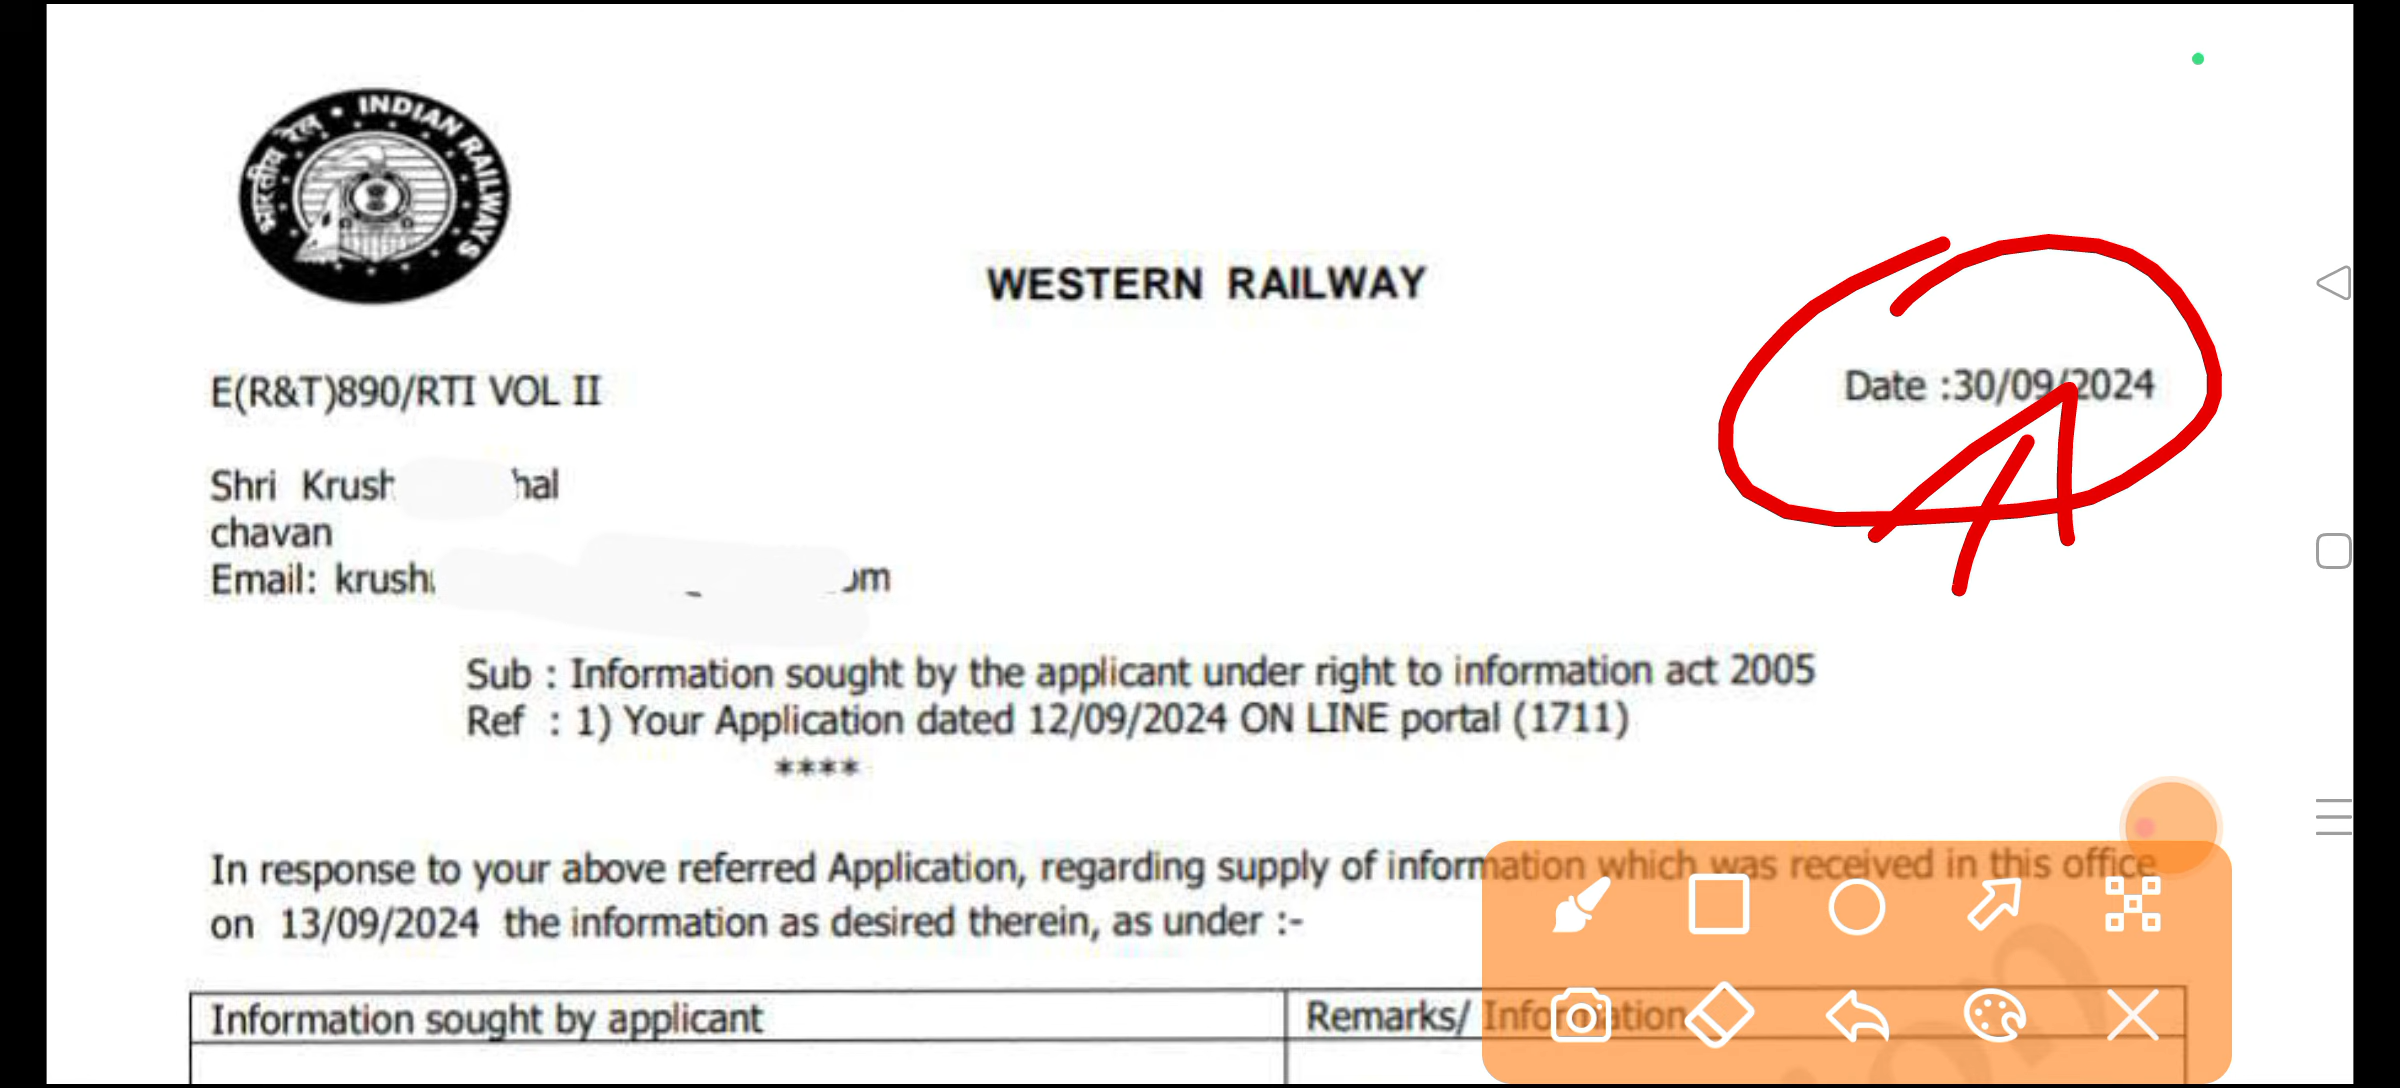 भारतीय रेल • INDIAN RAILWAYS
WESTERN RAILWAY
E(R&T)890/RTI VOL II
Date :30/09/2024
Shri Krush hal
chavan
Email: krush om
Sub : Information sought by the applicant under right to information act 2005
Ref : 1) Your Application dated 12/09/2024 ON LINE portal (1711)
****
In response to your above referred Application, regarding supply of information which was received in this office
on 13/09/2024 the information as desired therein, as under :-
Information sought by applicant
Remarks/ Information